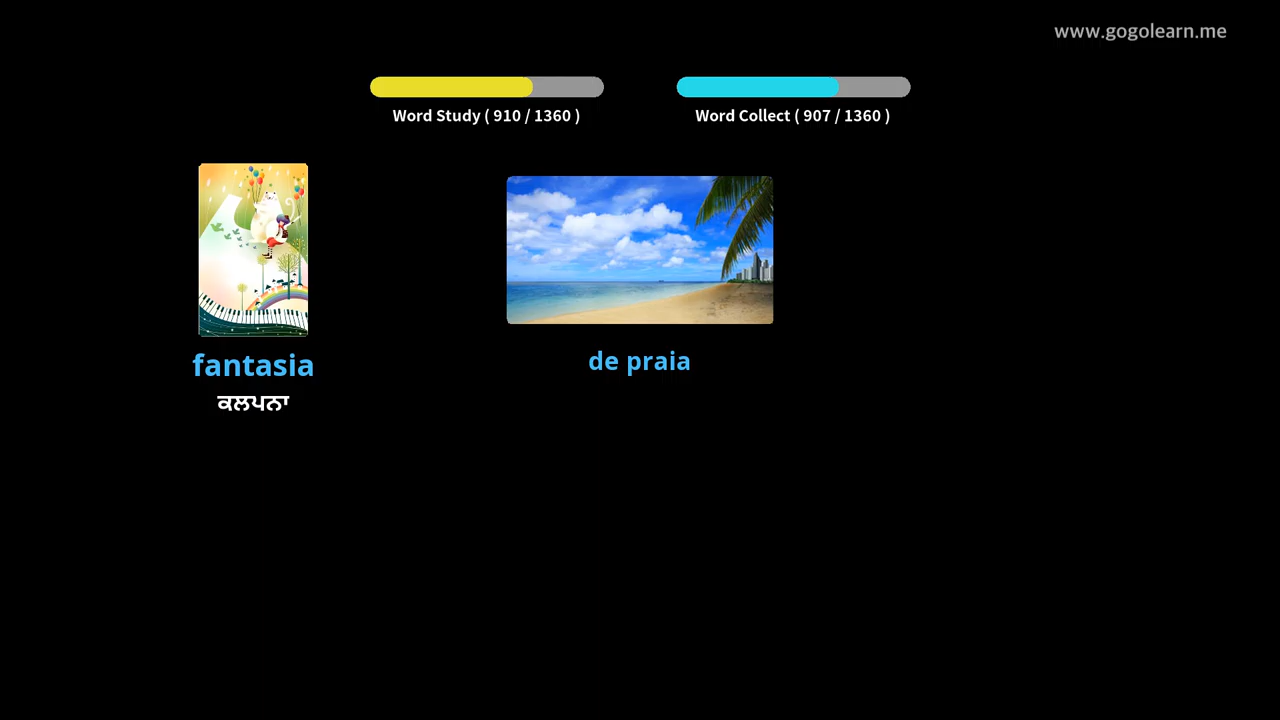 www.gogolearn.me
Word Study ( 910 / 1360 )
Word Collect ( 907 / 1360 )
fantasia
ਕਲਪਨਾ
de praia